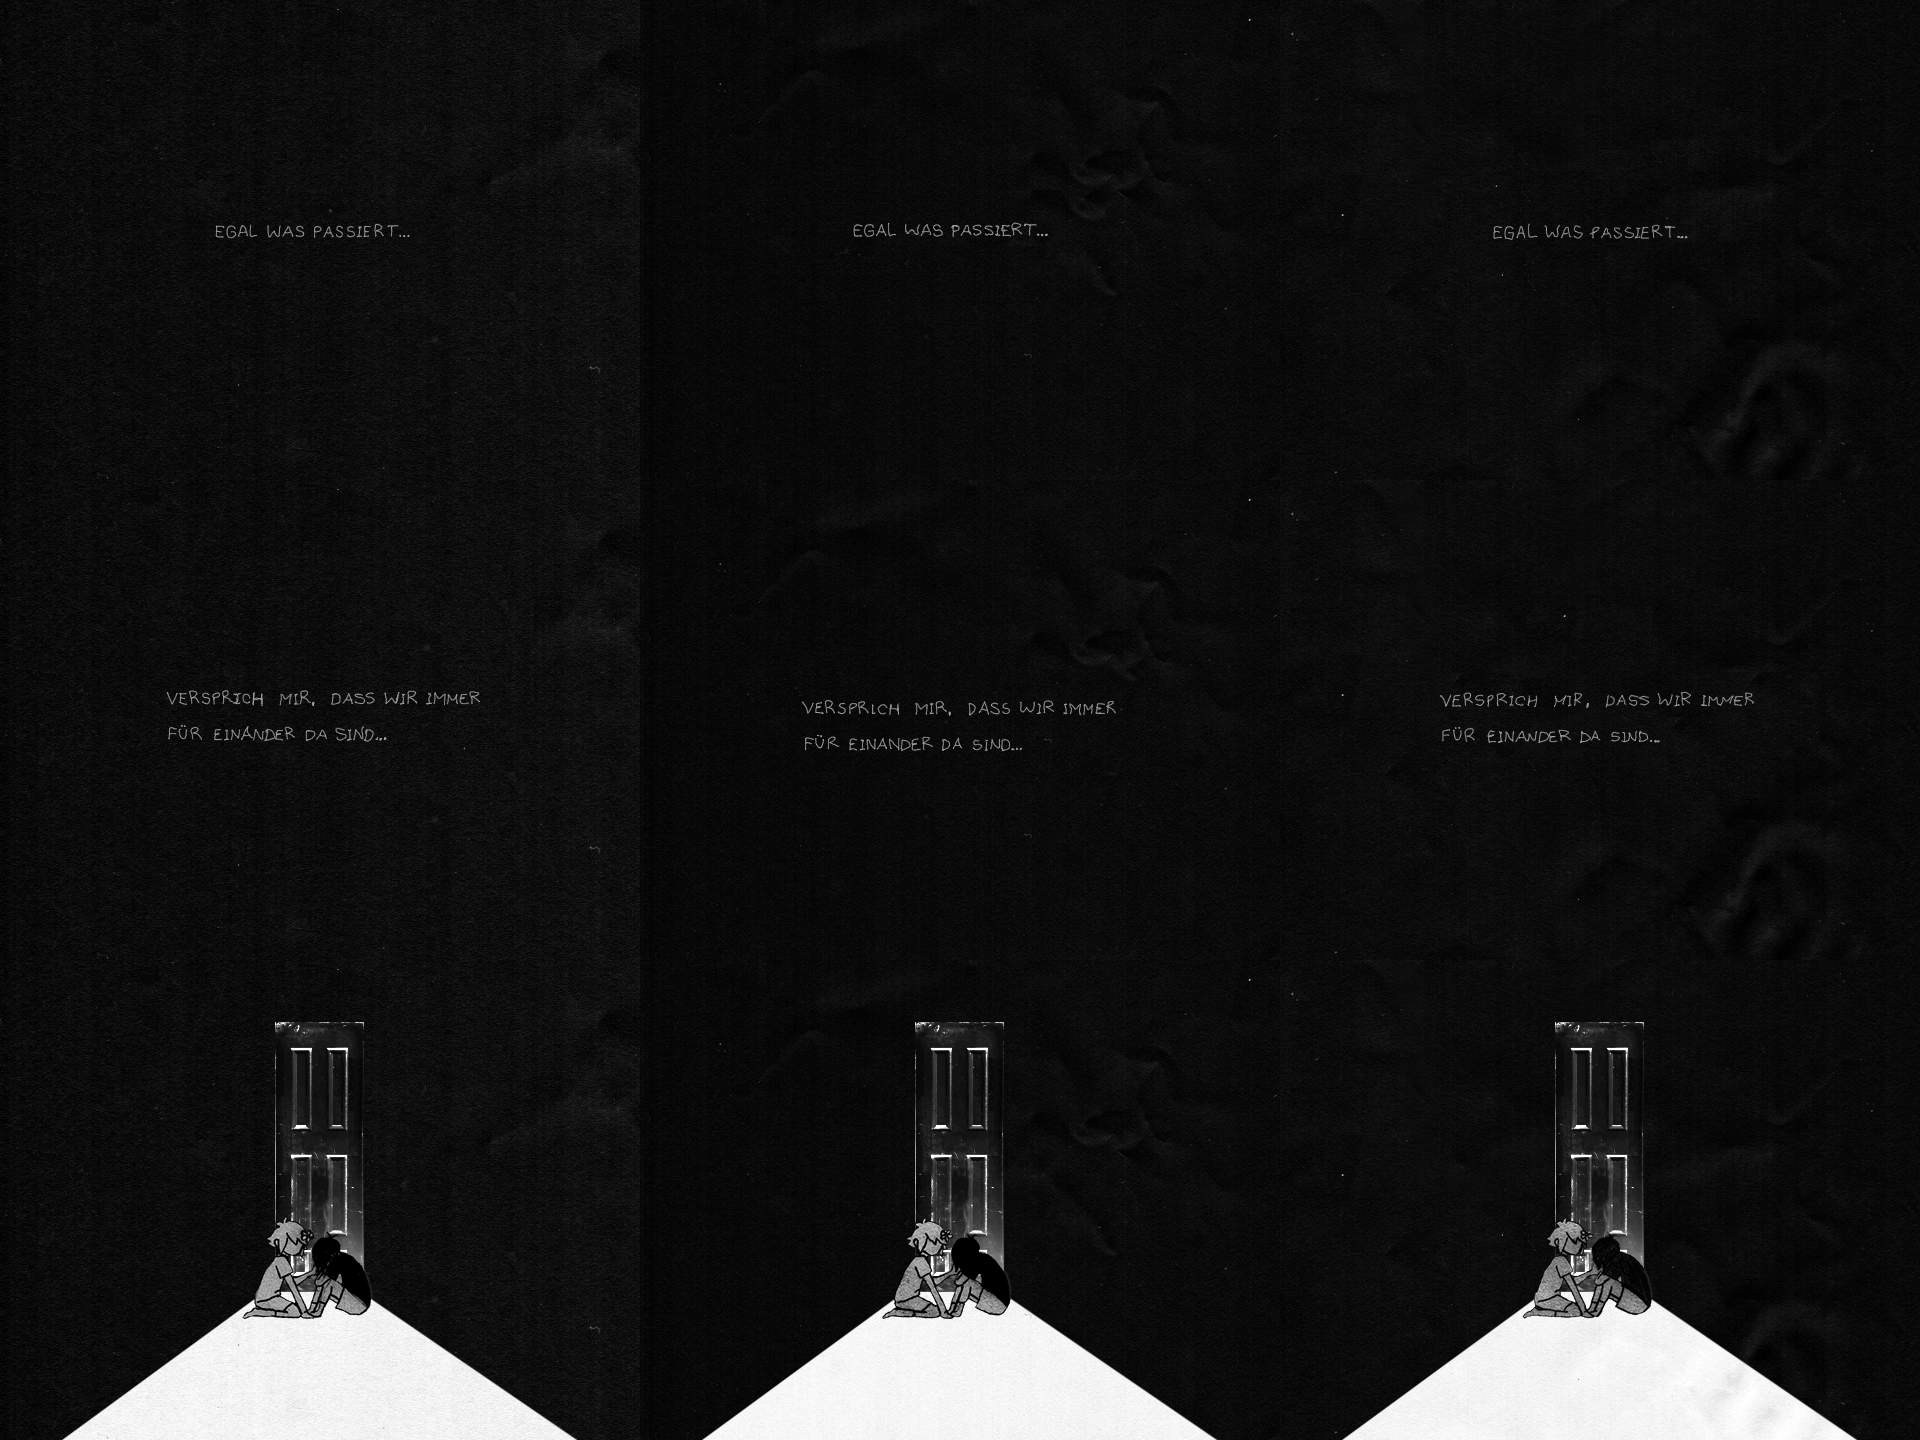 EGAL WAS PASSIERT...
EGAL WAS PASSIERT...
EGAL WAS PASSIERT...
VERSPRICH MIR, DASS WIR IMMER
FÜR EINANDER DA SIND...
VERSPRICH MIR, DASS WIR IMMER
FÜR EINANDER DA SIND...
VERSPRICH MIR, DASS WIR IMMER
FÜR EINANDER DA SIND...